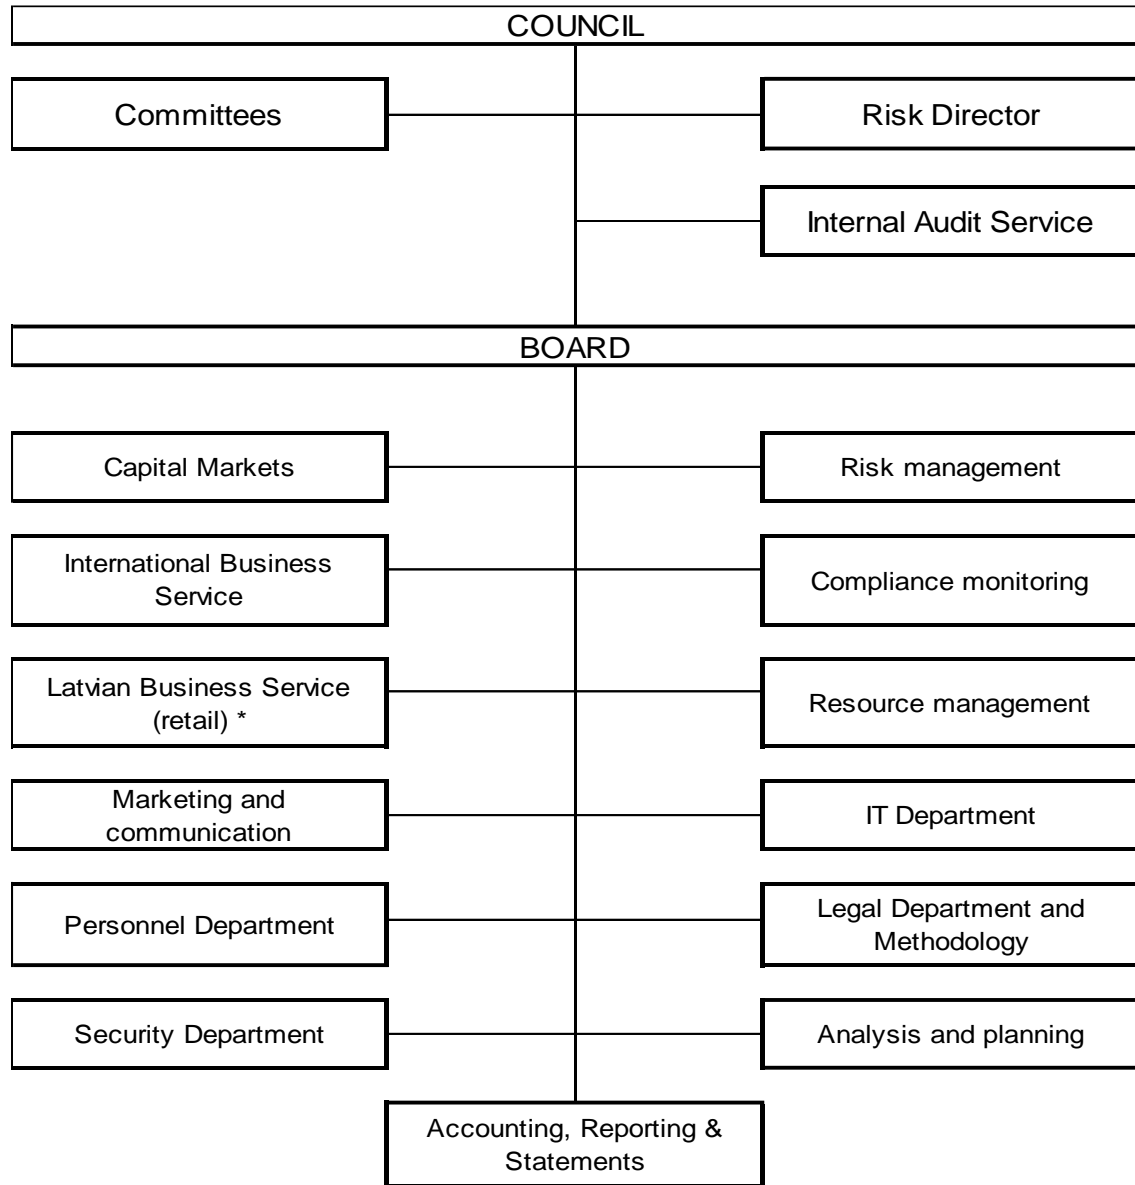 COUNCIL
Committees
Risk Director
Internal Audit Service
BOARD
Capital Markets
Risk management
International Business
Service
Compliance monitoring
Latvian Business Service
(retail) *
Resource management
Marketing and
communication
IT Department
Personnel Department
Legal Department and
Methodology
Security Department
Analysis and planning
Accounting, Reporting &
Statements